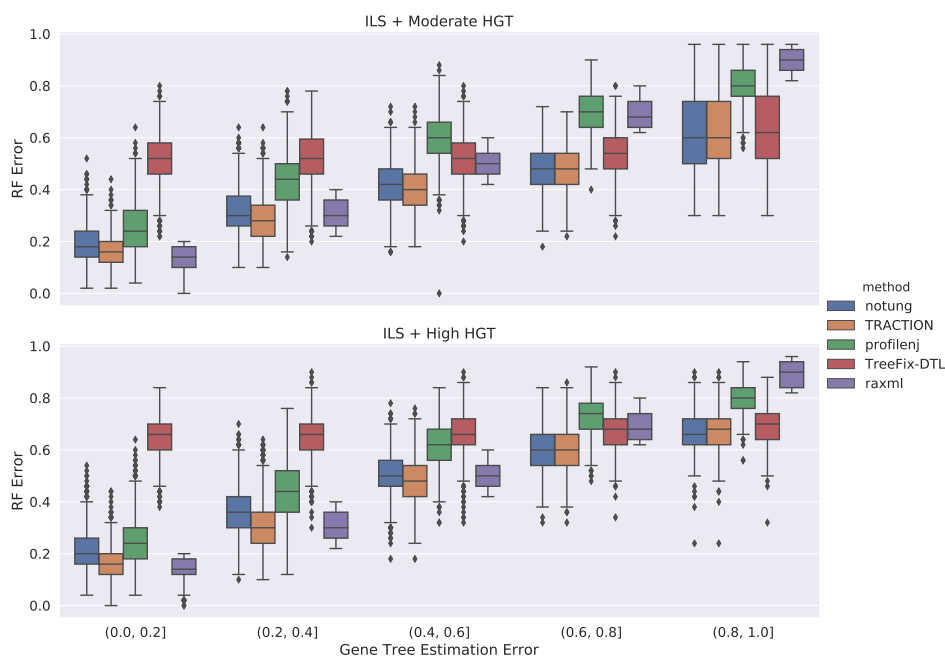 ILS + Moderate HGT
1.0
0.8
0.6
0.4
0.2
0.0
RF Error
method
notung
TRACTION
profilenj
TreeFix-DTL
raxml
ILS + High HGT
1.0
0.8
0.6
0.4
0.2
0.0
RF Error
(0.0, 0.2] (0.2, 0.4] (0.4, 0.6] (0.6, 0.8] (0.8, 1.0]
Gene Tree Estimation Error